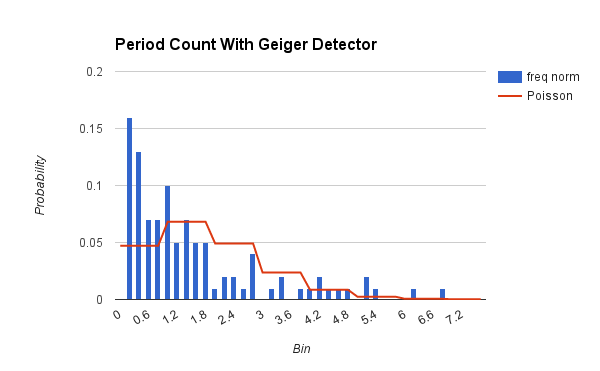 Period Count With Geiger Detector
freq norm
Poisson
Probability
0.2
0.15
0.1
0.05
0
0 0.6 1.2 1.8 2.4 3 3.6 4.2 4.8 5.4 6 6.6 7.2
Bin